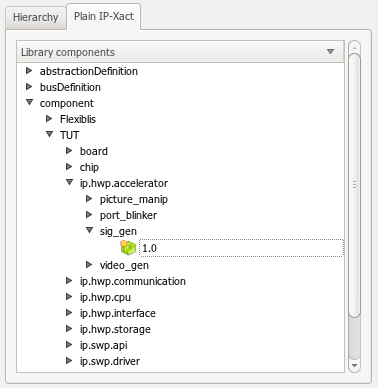 Hierarchy
Plain IP-Xact
Library components
abstractionDefinition
busDefinition
component
Flexiblis
TUT
board
chip
ip.hwp.accelerator
picture_manip
port_blinker
sig_gen
1.0
video_gen
ip.hwp.communication
ip.hwp.cpu
ip.hwp.interface
ip.hwp.storage
ip.swp.api
ip.swp.driver